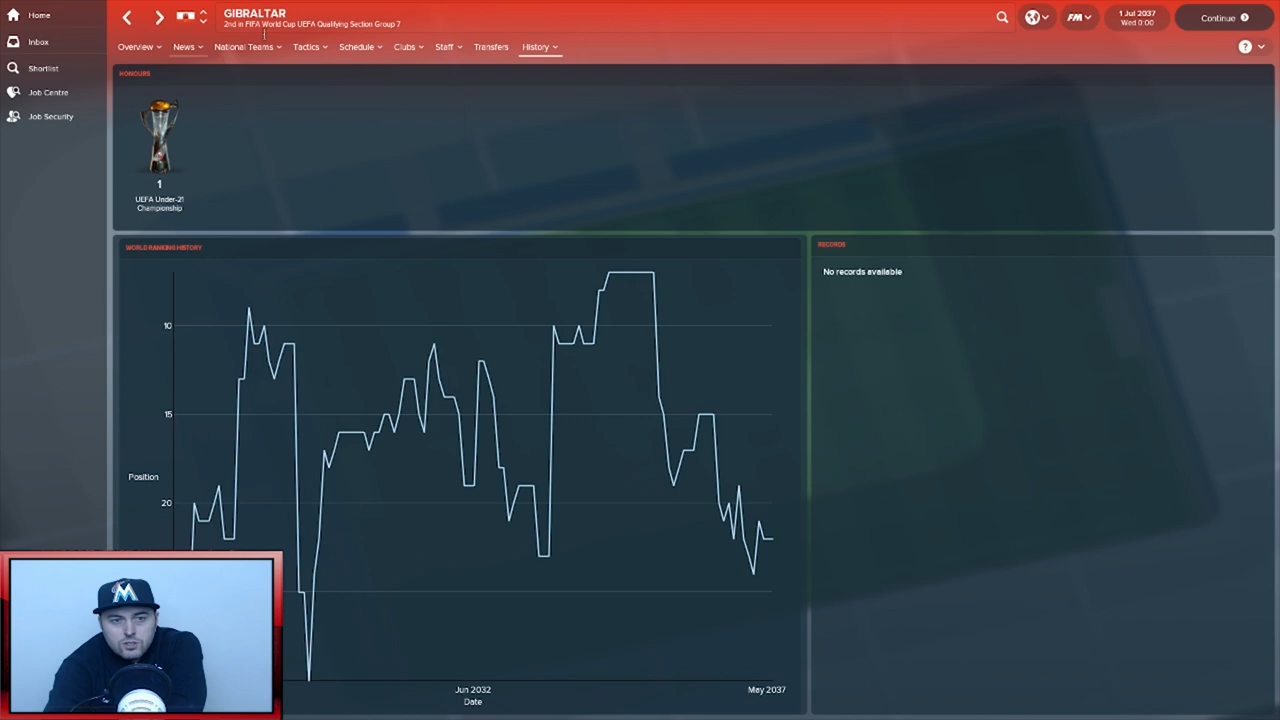 Home
Inbox
Shortlist
Job Centre
Job Security
GIBRALTAR
2nd in FIFA World Cup UEFA Qualifying Section Group 7
FM
1 Jul 2037
Wed 0:00
Continue
Overview
News
National Teams
Tactics
Schedule
Clubs
Staff
Transfers
History
?
HONOURS
1
UEFA Under-21
Championship
WORLD RANKING HISTORY
10
15
Position
20
Jun 2032
May 2037
Date
RECORDS
No records available
M